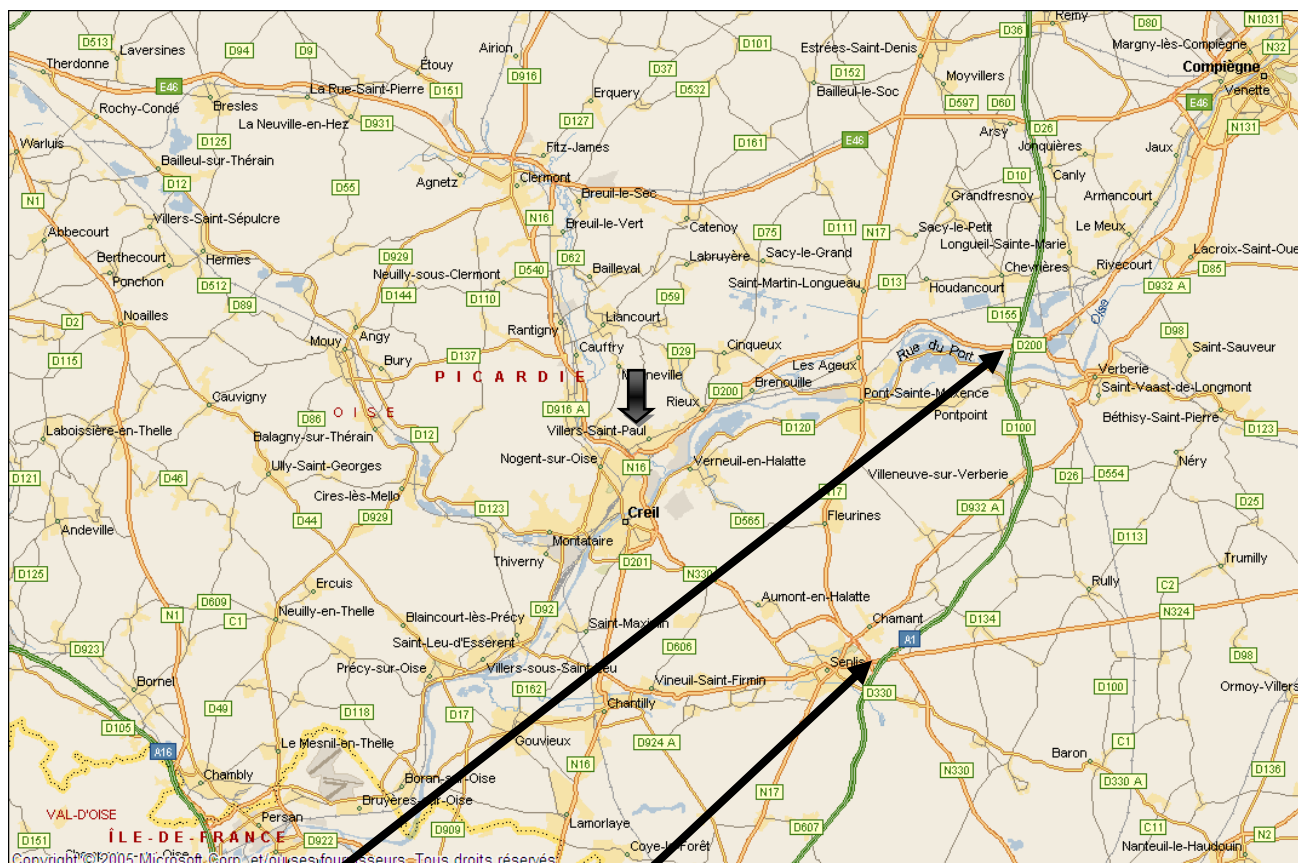 D513
Laversines
D94
D9
Airion
D101
Estrées-Saint-Denis
D36
Remy
D80
N1031
Therdonne
Étouy
D916
D37
D152
Margny-lès-Compiègne
N32
E46
La Rue-Saint-Pierre
D151
Erquery
D532
Bailleul-le-Soc
Moyvillers
Compiègne
Rochy-Condé
Bresles
D597
D60
Venette
La Neuville-en-Hez
D931
D127
E46
Arsy
D26
N131
Warluis
D125
Fitz-James
D161
E46
Jonquières
Jaux
Bailleul-sur-Thérain
D12
D55
Agnetz
Clermont
D10
Canly
N1
Breuil-le-Sec
Grandfresnoy
Armancourt
Villers-Saint-Sépulcre
N16
Breuil-le-Vert
Catenoy
D75
D111
N17
Sacy-le-Petit
Le Meux
Abbecourt
Berthecourt
Hermes
D929
D62
Labruyère
Sacy-le-Grand
Longueil-Sainte-Marie
Lacroix-Saint-Oue
Ponchon
D512
Neuilly-sous-Clermont
D540
Bailleval
Chevrières
Rivecourt
D85
D89
D144
D110
D59
Saint-Martin-Longueau
D13
Houdancourt
D932 A
D2
Noailles
Angy
Rantigny
Liancourt
D155
Oise
D98
D115
Mouy
Bury
D137
Cauffry
D29
Cinqueux
Rue du Port
D200
Saint-Sauveur
PICARDIE
Les Ageux
Verberie
Cauvigny
D916 A
Rieux
D200
Brenouille
Pont-Sainte-Maxence
Saint-Vaast-de-Longmont
OISE
D86
Villers-Saint-Paul
D120
Pontpoint
D100
Béthisy-Saint-Pierre
D123
Laboissière-en-Thelle
Balagny-sur-Thérain
D12
Nogent-sur-Oise
N16
Verneuil-en-Halatte
Néry
D121
D46
Ully-Saint-Georges
Villeneuve-sur-Verberie
D26
D554
Cires-lès-Mello
Creil
D25
Andeville
D44
D929
D123
D565
Fleurines
D932 A
D113
Montataire
Thiverny
D201
Trumilly
D125
Ercuis
N330
Rully
C2
D609
C1
Neuilly-en-Thelle
D92
Aumont-en-Halatte
N324
N1
Blaincourt-lès-Précy
Chamant
D134
D923
Saint-Leu-d'Esserent
D606
A1
D98
Précy-sur-Oise
Senlis
Bornel
D162
Vineuil-Saint-Firmin
D330
D100
Ormoy-Villers
D49
D118
D17
Chantilly
D105
Gouvieux
D924 A
C1
A16
Le Mesnil-en-Thelle
Baron
Chambly
N16
N330
D136
Boran-sur-Oise
N17
D330 A
Bruyères-sur-Oise
VAL-D'OISE
Persan
Lamorlaye
D607
C11
ÎLE-DE-FRANCE
D151
D922
D909
Coye-la-Forêt
N2
Nanteuil-le-Haudouin
Copyright © 2005 Microsoft Corp. et/ou ses fournisseurs. Tous droits réservés.